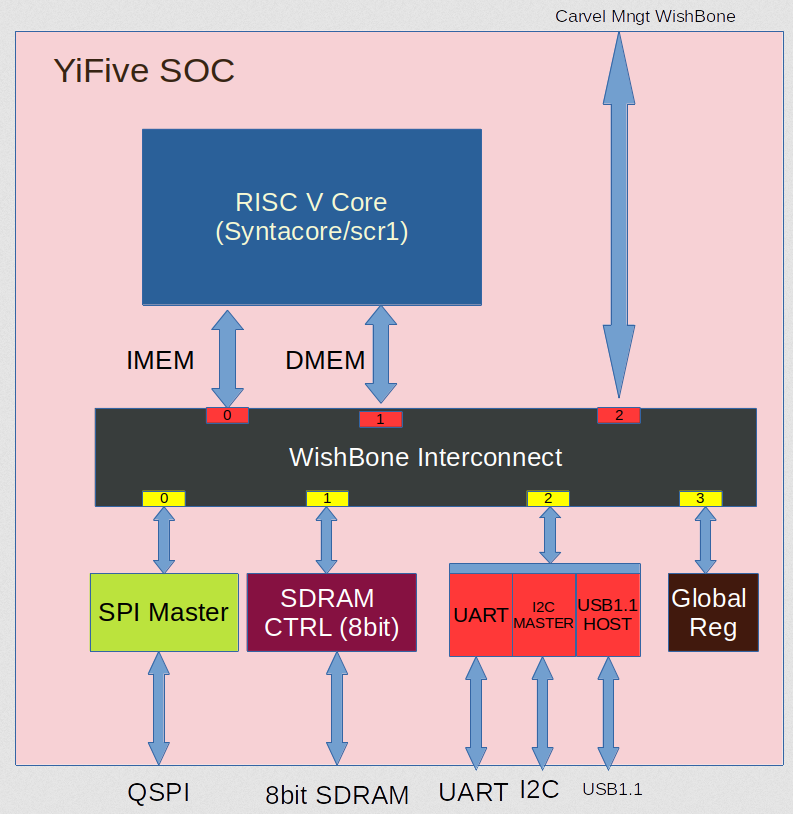 Carvel Mngt WishBone
YiFive SOC
RISC V Core
(Syntacore/scr1)
IMEM
DMEM
0
1
2
WishBone Interconnect
0
1
2
3
SPI Master
SDRAM
CTRL (8bit)
UART
I2C
MASTER
USB1.1
HOST
Global
Reg
QSPI
8bit SDRAM
UART
I2C
USB1.1